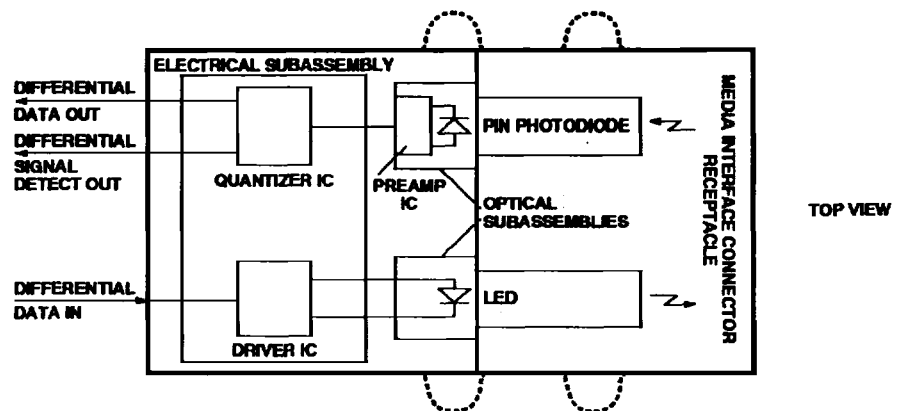 ELECTRICAL SUBASSEMBLY
DIFFERENTIAL
DATA OUT
DIFFERENTIAL
SIGNAL
DETECT OUT
QUANTIZER IC
PREAMP
IC
PIN PHOTODIODE
OPTICAL
SUBASSEMBLIES
MEDIA INTERFACE CONNECTOR
RECEPTACLE
TOP VIEW
DIFFERENTIAL
DATA IN
DRIVER IC
LED